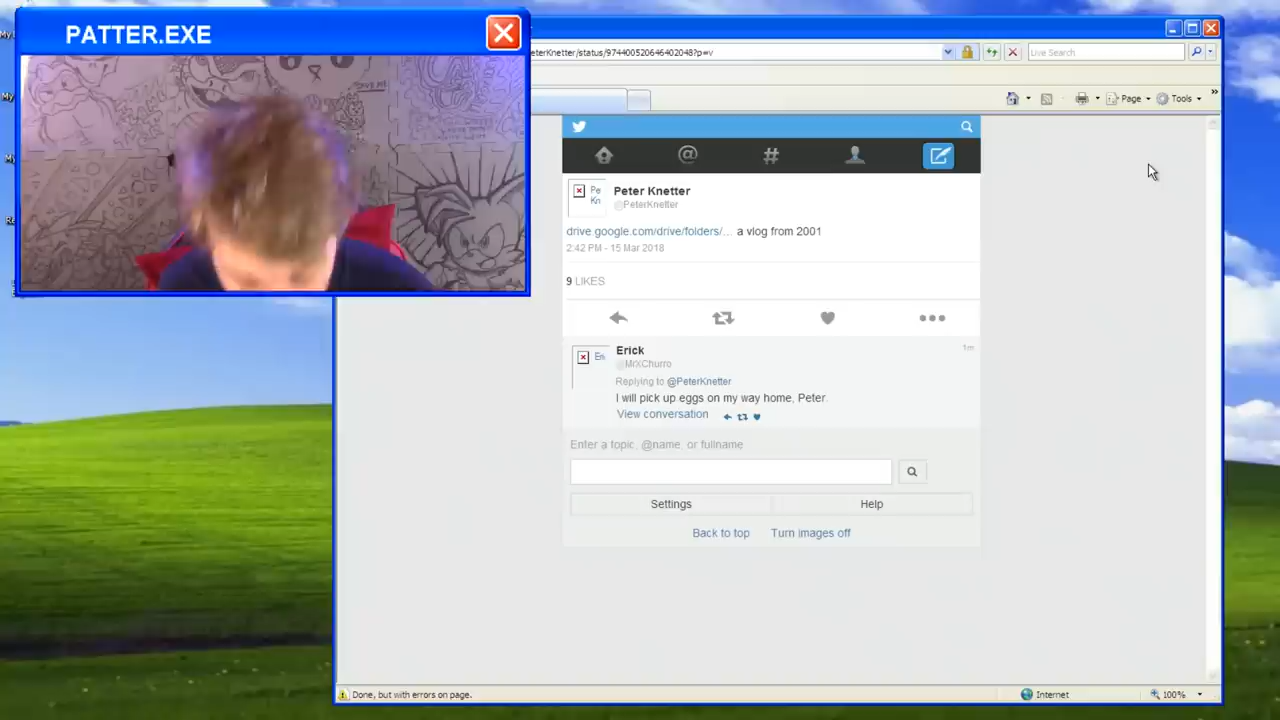 PATTER.EXE
eterKnetter/status/974400520646402048?p=v
Live Search
Page
Tools
Peter Knetter
@PeterKnetter
drive google.com/drive/folders/... a vlog from 2001
2:42 PM - 15 Mar 2018
9 LIKES
Erick
1m
@MrXChurro
Replying to @PeterKnetter
I will pick up eggs on my way home, Peter.
View conversation
Enter a topic, @name, or fullname
Settings
Help
Back to top
Turn images off
Done, but with errors on page.
Internet
100%